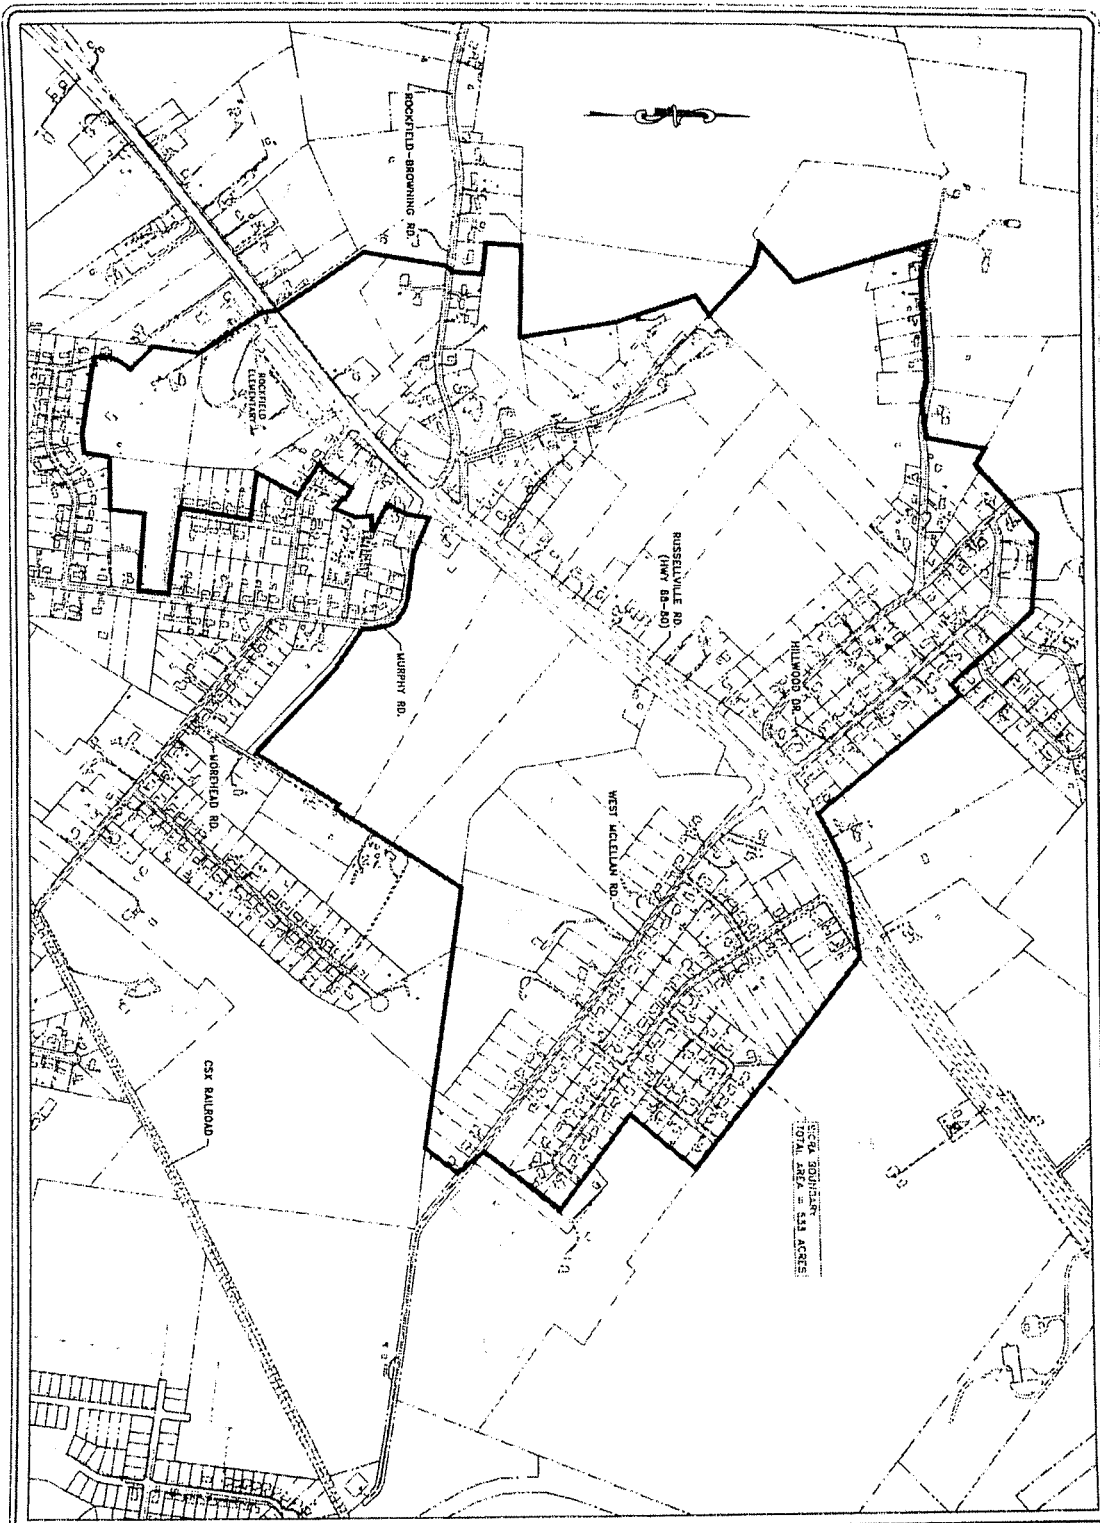 ROCKFIELD-BROWNING RD.
ROCKFIELD
ELEMENTARY
RUSSELLVILLE RD.
(HWY 68-80)
HILLWOOD DR.
MURPHY RD.
MOREHEAD RD.
WEST MCLELLAN RD.
CSX RAILROAD
BOUNDARY
TOTAL AREA = 533 ACRES